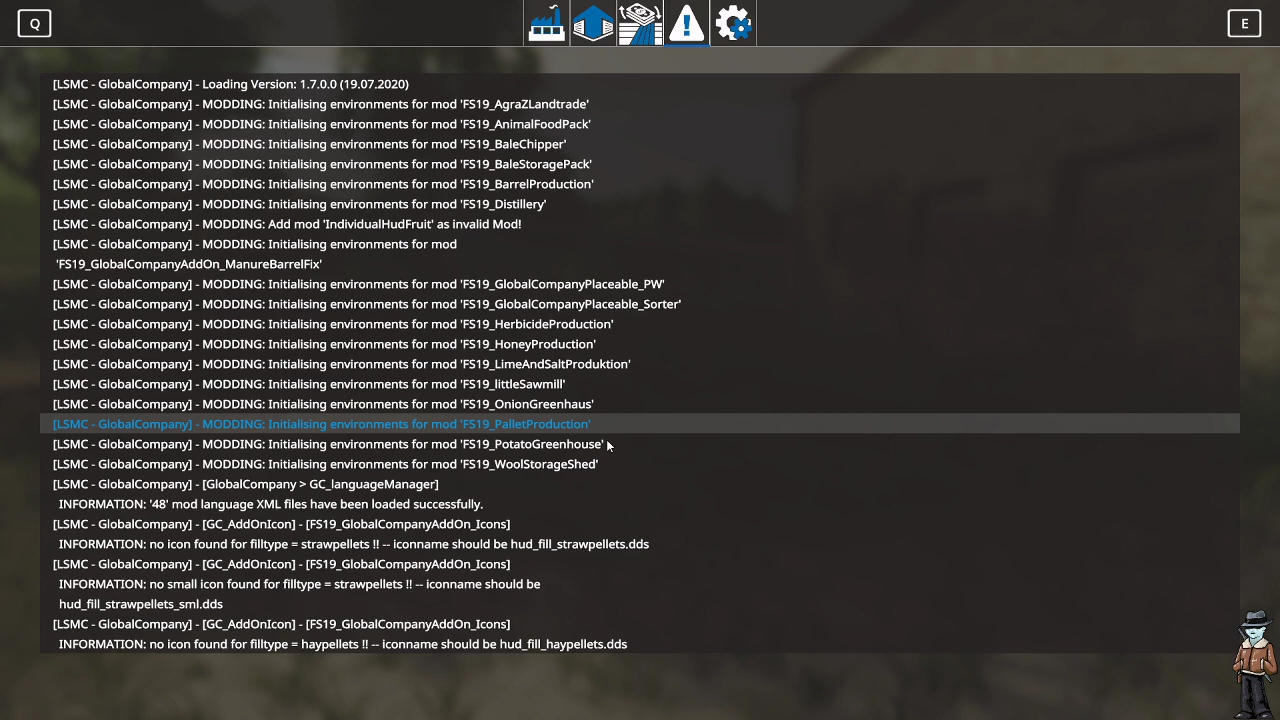 Q
E
[LSMC - GlobalCompany] - Loading Version: 1.7.0.0 (19.07.2020)
[LSMC - GlobalCompany] - MODDING: Initialising environments for mod 'FS19_AgraZLandtrade'
[LSMC - GlobalCompany] - MODDING: Initialising environments for mod 'FS19_AnimalFoodPack'
[LSMC - GlobalCompany] - MODDING: Initialising environments for mod 'FS19_BaleChipper'
[LSMC - GlobalCompany] - MODDING: Initialising environments for mod 'FS19_BaleStoragePack'
[LSMC - GlobalCompany] - MODDING: Initialising environments for mod 'FS19_BarrelProduction'
[LSMC - GlobalCompany] - MODDING: Initialising environments for mod 'FS19_Distillery'
[LSMC - GlobalCompany] - MODDING: Add mod 'IndividualHudFruit' as invalid Mod!
[LSMC - GlobalCompany] - MODDING: Initialising environments for mod
'FS19_GlobalCompanyAddOn_ManureBarrelFix'
[LSMC - GlobalCompany] - MODDING: Initialising environments for mod 'FS19_GlobalCompanyPlaceable_PW'
[LSMC - GlobalCompany] - MODDING: Initialising environments for mod 'FS19_GlobalCompanyPlaceable_Sorter'
[LSMC - GlobalCompany] - MODDING: Initialising environments for mod 'FS19_HerbicideProduction'
[LSMC - GlobalCompany] - MODDING: Initialising environments for mod 'FS19_HoneyProduction'
[LSMC - GlobalCompany] - MODDING: Initialising environments for mod 'FS19_LimeAndSaltProduktion'
[LSMC - GlobalCompany] - MODDING: Initialising environments for mod 'FS19_littleSawmill'
[LSMC - GlobalCompany] - MODDING: Initialising environments for mod 'FS19_OnionGreenhaus'
[LSMC - GlobalCompany] - MODDING: Initialising environments for mod 'FS19_PalletProduction'
[LSMC - GlobalCompany] - MODDING: Initialising environments for mod 'FS19_PotatoGreenhouse'
[LSMC - GlobalCompany] - MODDING: Initialising environments for mod 'FS19_WoolStorageShed'
[LSMC - GlobalCompany] - [GlobalCompany > GC_languageManager]
INFORMATION: '48' mod language XML files have been loaded successfully.
[LSMC - GlobalCompany] - [GC_AddOnIcon] - [FS19_GlobalCompanyAddOn_Icons]
INFORMATION: no icon found for filltype = strawpellets !! -- iconname should be hud_fill_strawpellets.dds
[LSMC - GlobalCompany] - [GC_AddOnIcon] - [FS19_GlobalCompanyAddOn_Icons]
INFORMATION: no small icon found for filltype = strawpellets !! -- iconname should be
hud_fill_strawpellets_sml.dds
[LSMC - GlobalCompany] - [GC_AddOnIcon] - [FS19_GlobalCompanyAddOn_Icons]
INFORMATION: no icon found for filltype = haypellets !! -- iconname should be hud_fill_haypellets.dds